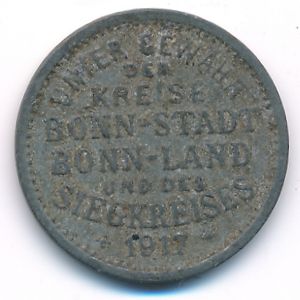 UNTER GEWÄHR
DER
KREISE
BONN-STADT
BONN-LAND
UND DES
SIEGKREISES
1917